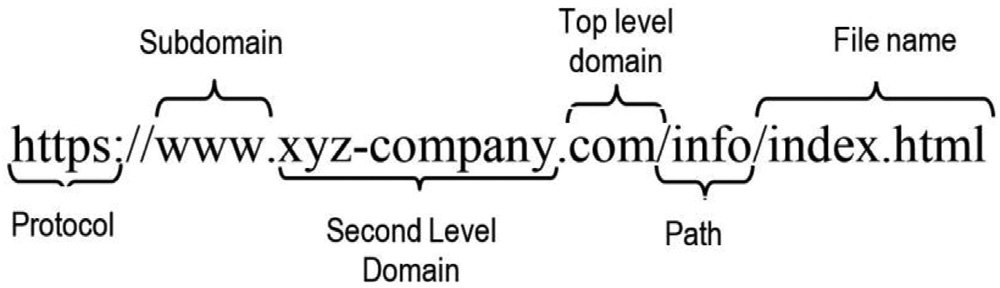 Subdomain
Top level
domain
File name
https://www.xyz-company.com/info/index.html
Protocol
Second Level
Domain
Path